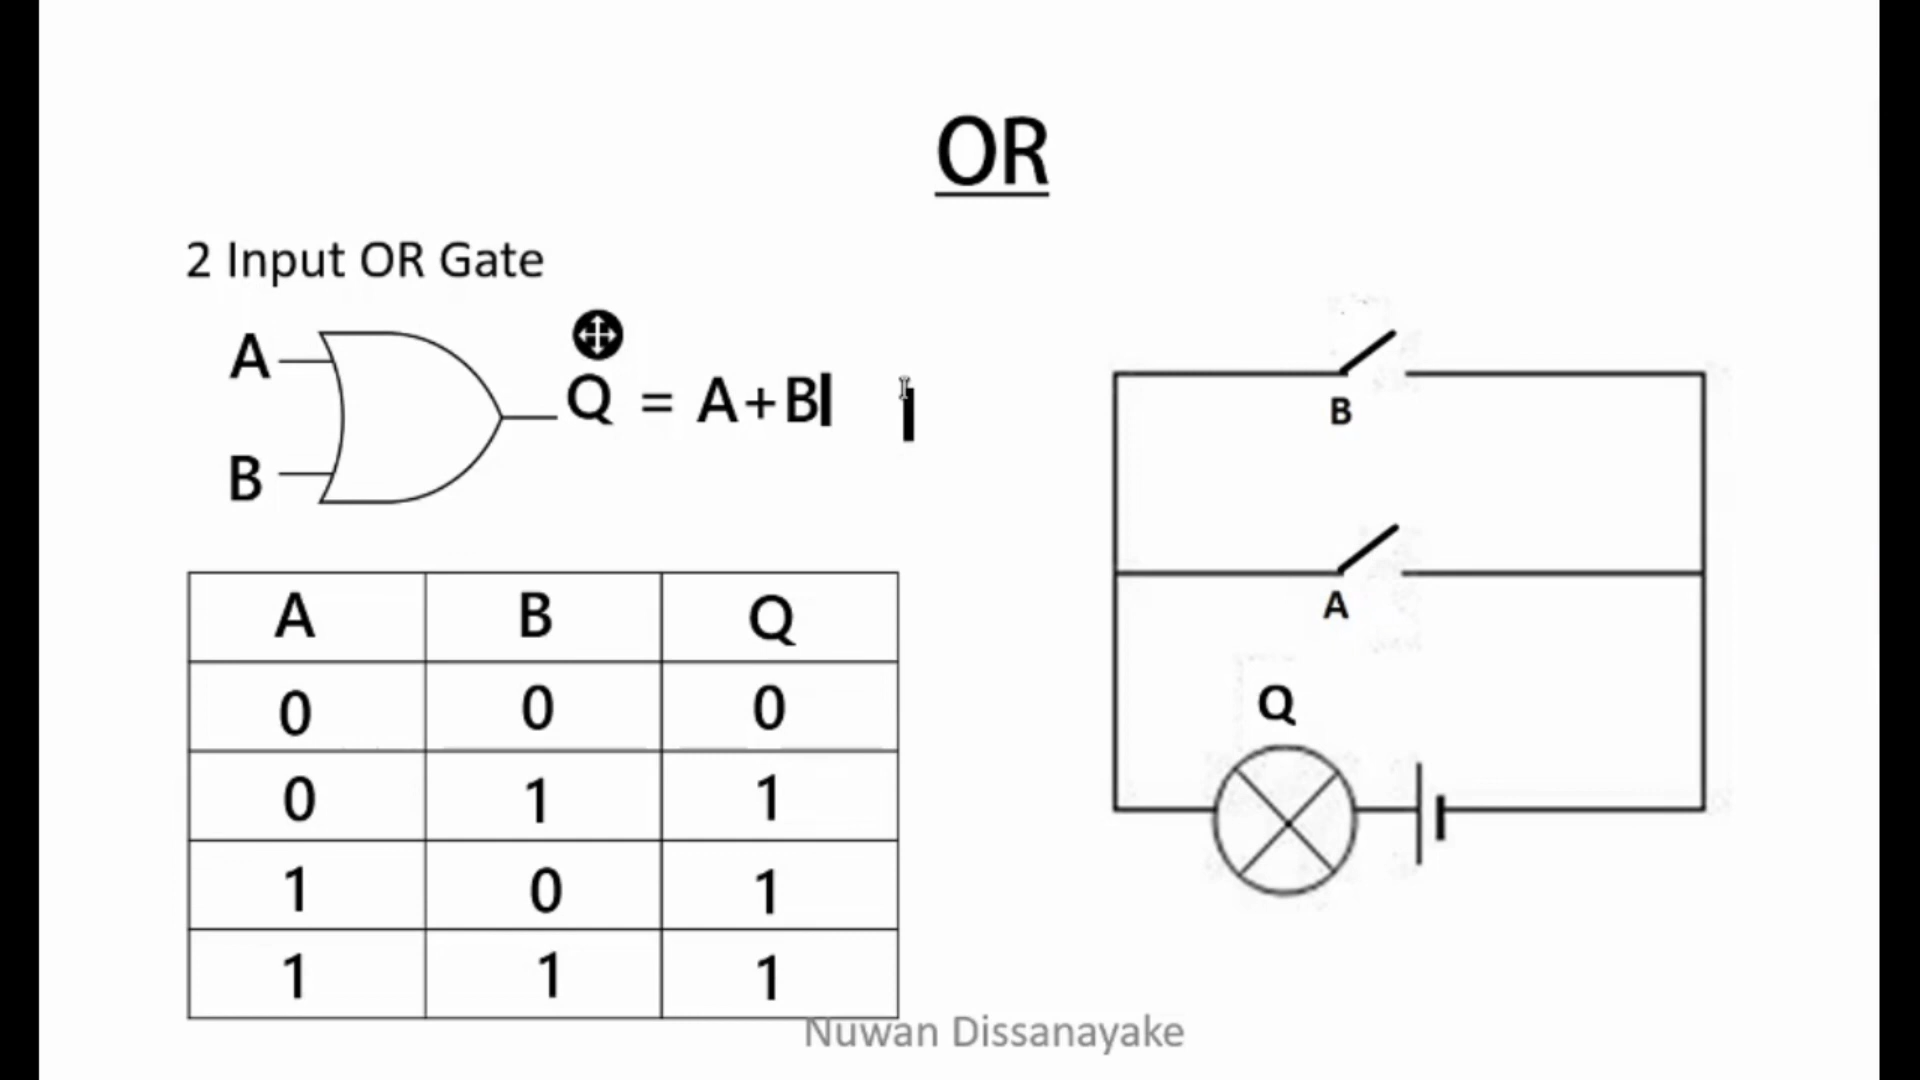 OR
2 Input OR Gate
A
B
Q = A+B
A B Q
0 0 0
0 1 1
1 0 1
1 1 1
B
A
Q
Nuwan Dissanayake